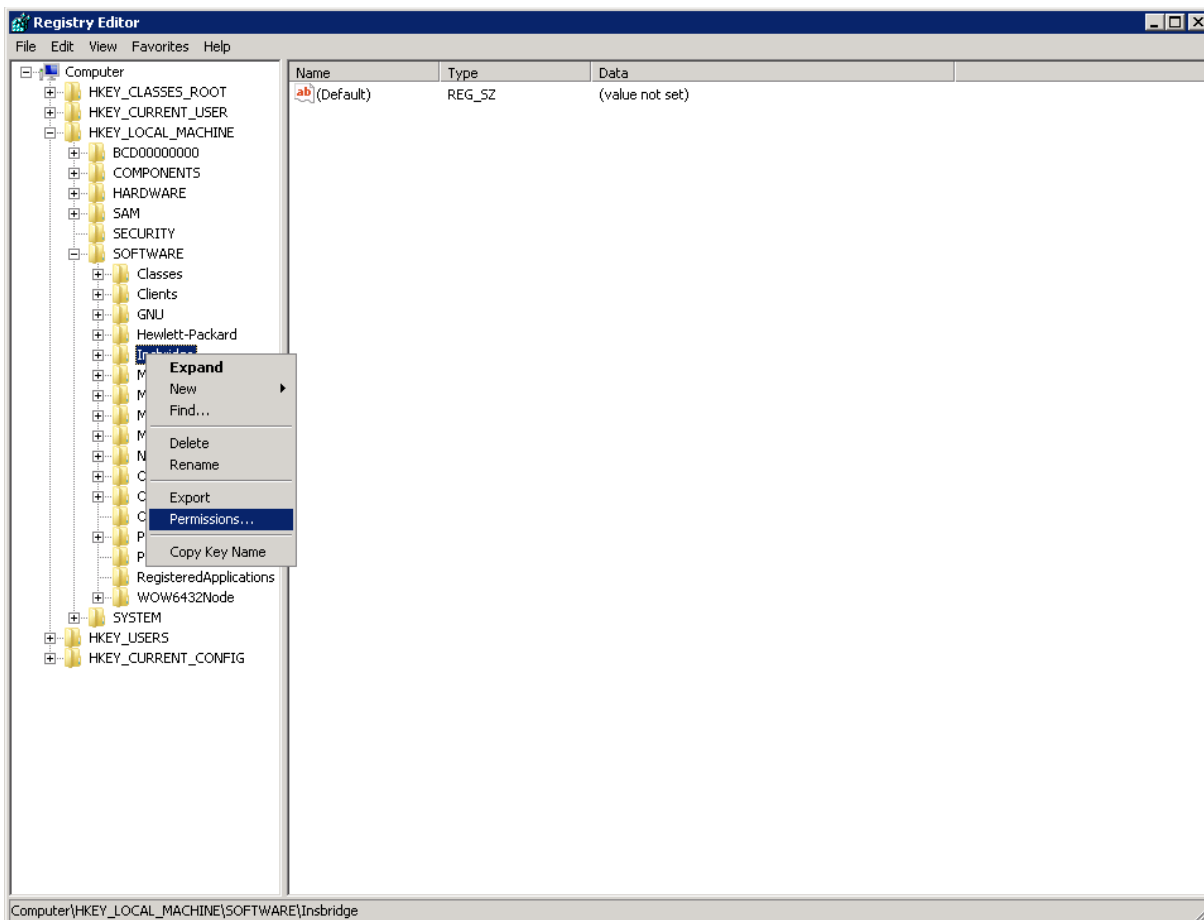 Registry Editor
File Edit View Favorites Help
Computer
HKEY_CLASSES_ROOT
HKEY_CURRENT_USER
HKEY_LOCAL_MACHINE
BCD00000000
COMPONENTS
HARDWARE
SAM
SECURITY
SOFTWARE
Classes
Clients
GNU
Hewlett-Packard
Insbridge
M
M
M
M
N
O
O
O
P
P
RegisteredApplications
WOW6432Node
SYSTEM
HKEY_USERS
HKEY_CURRENT_CONFIG
Expand
New
Find...
Delete
Rename
Export
Permissions...
Copy Key Name
Name Type Data
ab (Default) REG_SZ (value not set)
Computer\HKEY_LOCAL_MACHINE\SOFTWARE\Insbridge